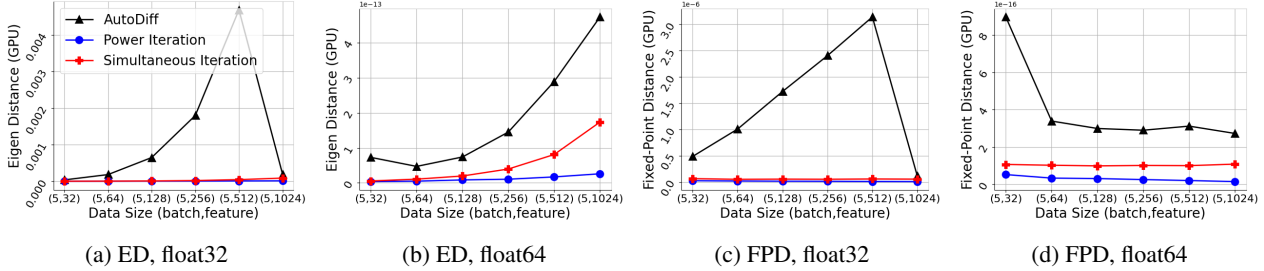 AutoDiff
Power Iteration
Simultaneous Iteration
Eigen Distance (GPU)
0.004
0.003
0.002
0.001
0.000
(5,32) (5,64) (5,128) (5,256) (5,512) (5,1024)
Data Size (batch,feature)
(a) ED, float32
1e−13
Eigen Distance (GPU)
4
3
2
1
0
(5,32) (5,64) (5,128) (5,256) (5,512) (5,1024)
Data Size (batch,feature)
(b) ED, float64
1e−6
Fixed-Point Distance (GPU)
3.0
2.5
2.0
1.5
1.0
0.5
0.0
(5,32) (5,64) (5,128) (5,256) (5,512) (5,1024)
Data Size (batch,feature)
(c) FPD, float32
1e−16
Fixed-Point Distance (GPU)
8
6
4
2
0
(5,32) (5,64) (5,128) (5,256) (5,512) (5,1024)
Data Size (batch,feature)
(d) FPD, float64